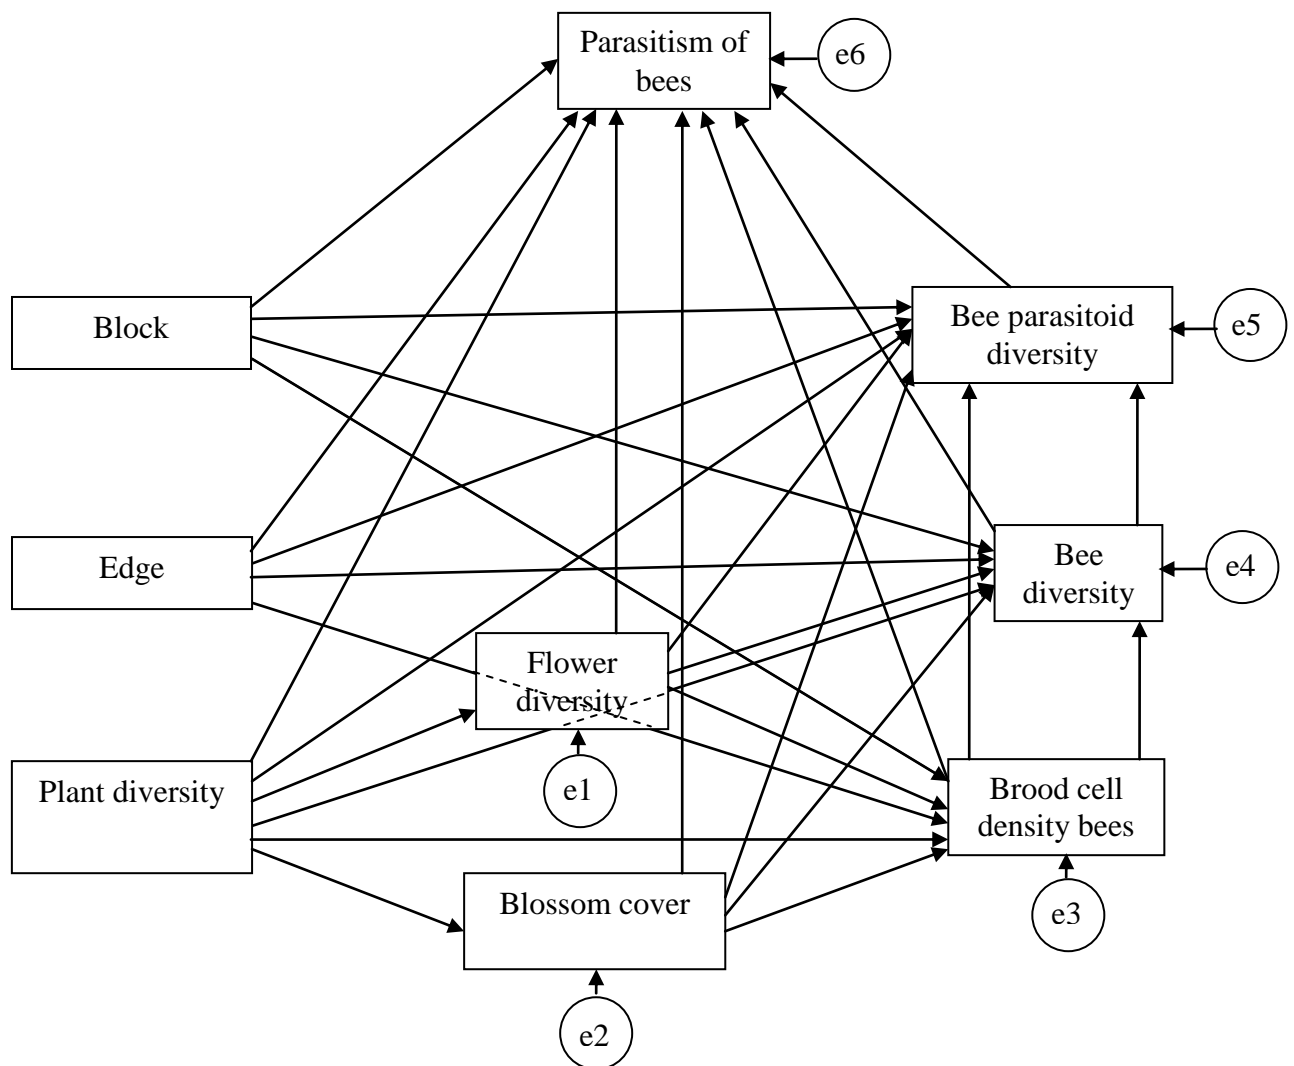 Parasitism of
bees
e6
Block
Bee parasitoid
diversity
e5
Edge
Bee
diversity
e4
Flower
diversity
e1
Plant diversity
Brood cell
density bees
e3
Blossom cover
e2